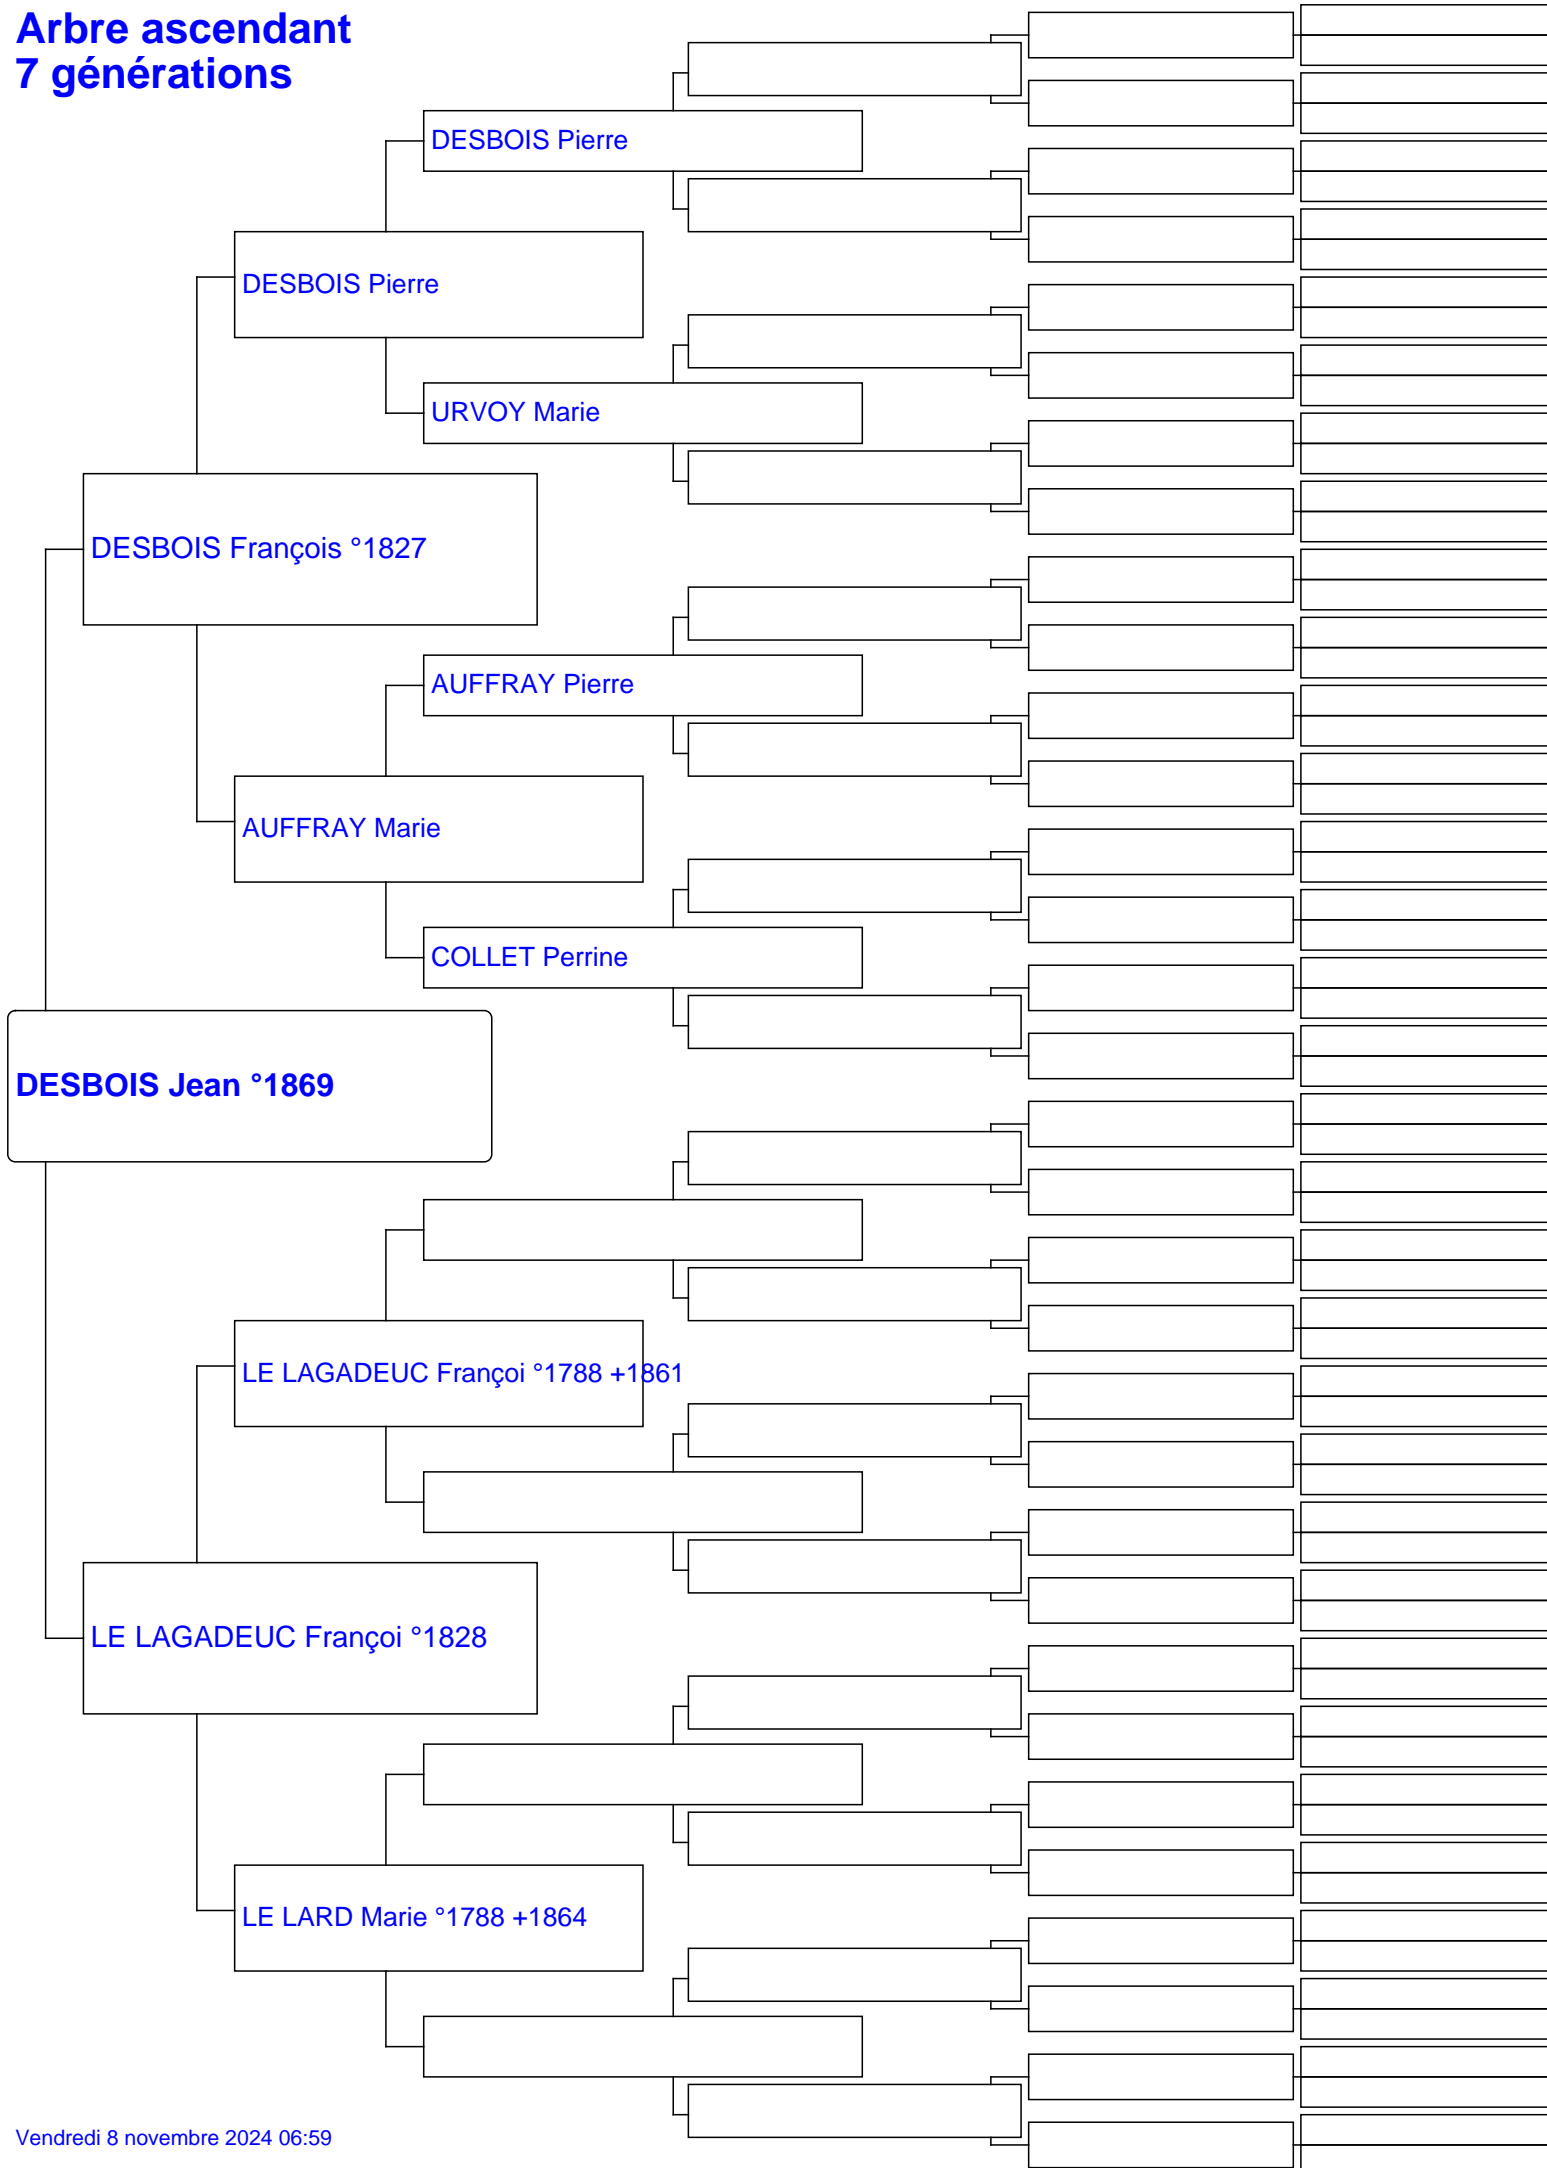 Arbre ascendant
7 générations
DESBOIS Pierre
DESBOIS Pierre
URVOY Marie
DESBOIS François °1827
AUFFRAY Pierre
AUFFRAY Marie
COLLET Perrine
DESBOIS Jean °1869
LE LAGADEUC Françoi °1788 +1861
LE LAGADEUC Françoi °1828
LE LARD Marie °1788 +1864
Vendredi 8 novembre 2024 06:59